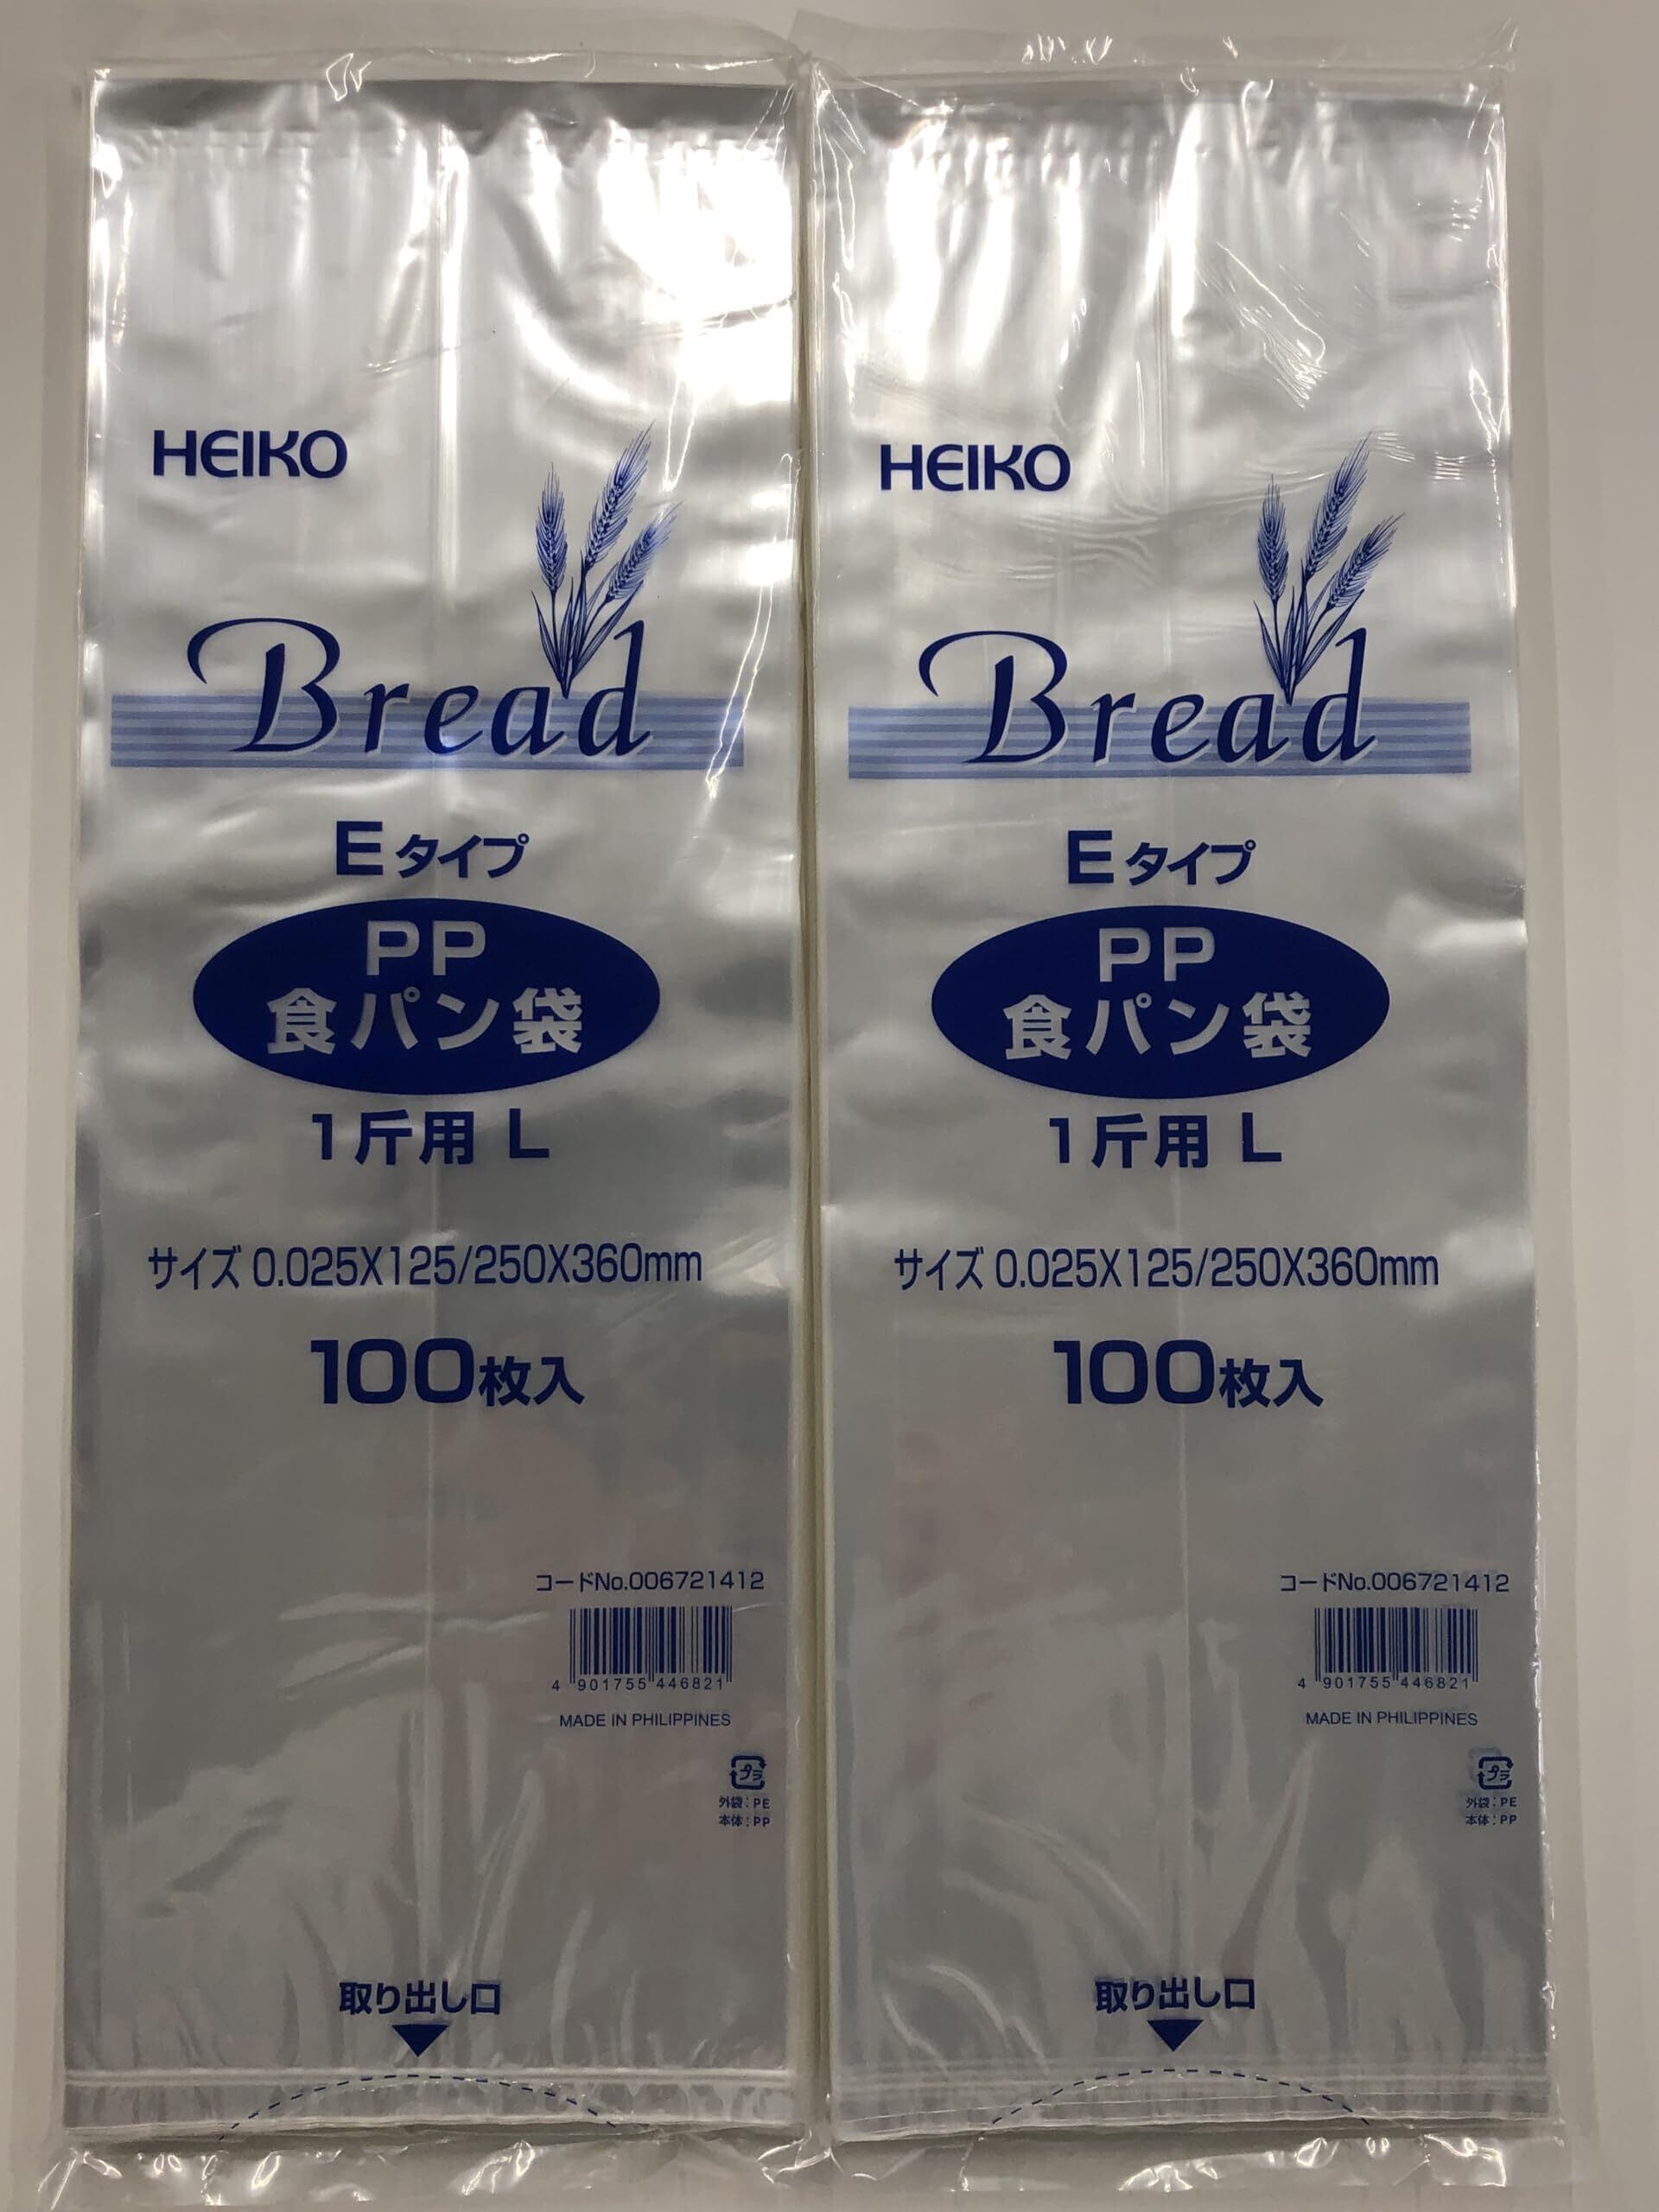 HEIKO
Bread
Eタイプ
PP
食パン袋
1斤用 L
サイズ 0.025X125/250X360mm
100枚入
コードNo.006721412
4 901755 446821
MADE IN PHILIPPINES
プラ
外袋：PE
本体：PP
取り出し口
HEIKO
Bread
Eタイプ
PP
食パン袋
1斤用 L
サイズ 0.025X125/250X360mm
100枚入
コードNo.006721412
4 901755 446821
MADE IN PHILIPPINES
プラ
外袋：PE
本体：PP
取り出し口